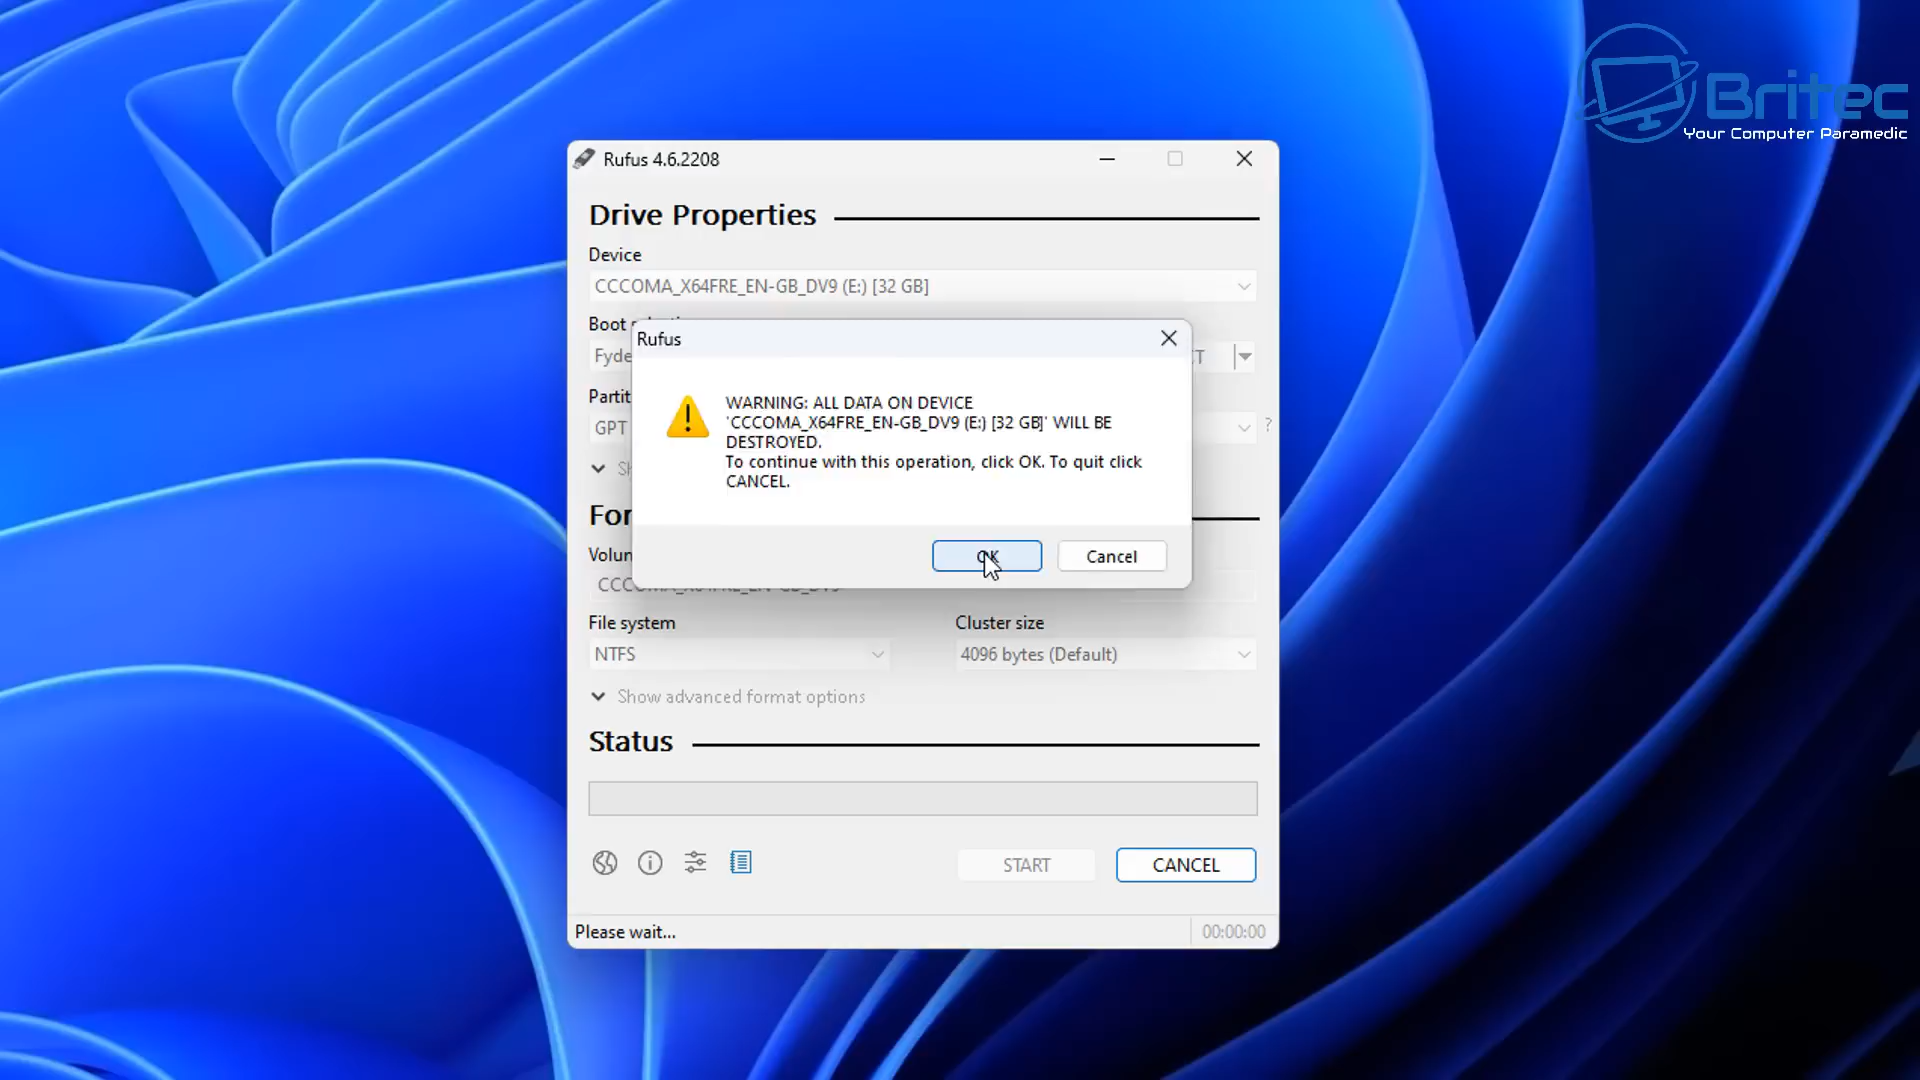 Britec
Your Computer Paramedic
Rufus 4.6.2208
Drive Properties
Device
CCCOMA_X64FRE_EN-GB_DV9 (E:) [32 GB]
Boot
Rufus
Fyde
WARNING: ALL DATA ON DEVICE
'CCCOMA_X64FRE_EN-GB_DV9 (E:) [32 GB]' WILL BE
DESTROYED.
To continue with this operation, click OK. To quit click
CANCEL.
Partit
GPT
?
For
OK
Cancel
Volum
CCCOMA_X64FRE_EN-GB_DV9
File system
Cluster size
NTFS
4096 bytes (Default)
Show advanced format options
Status
START
CANCEL
Please wait...
00:00:00